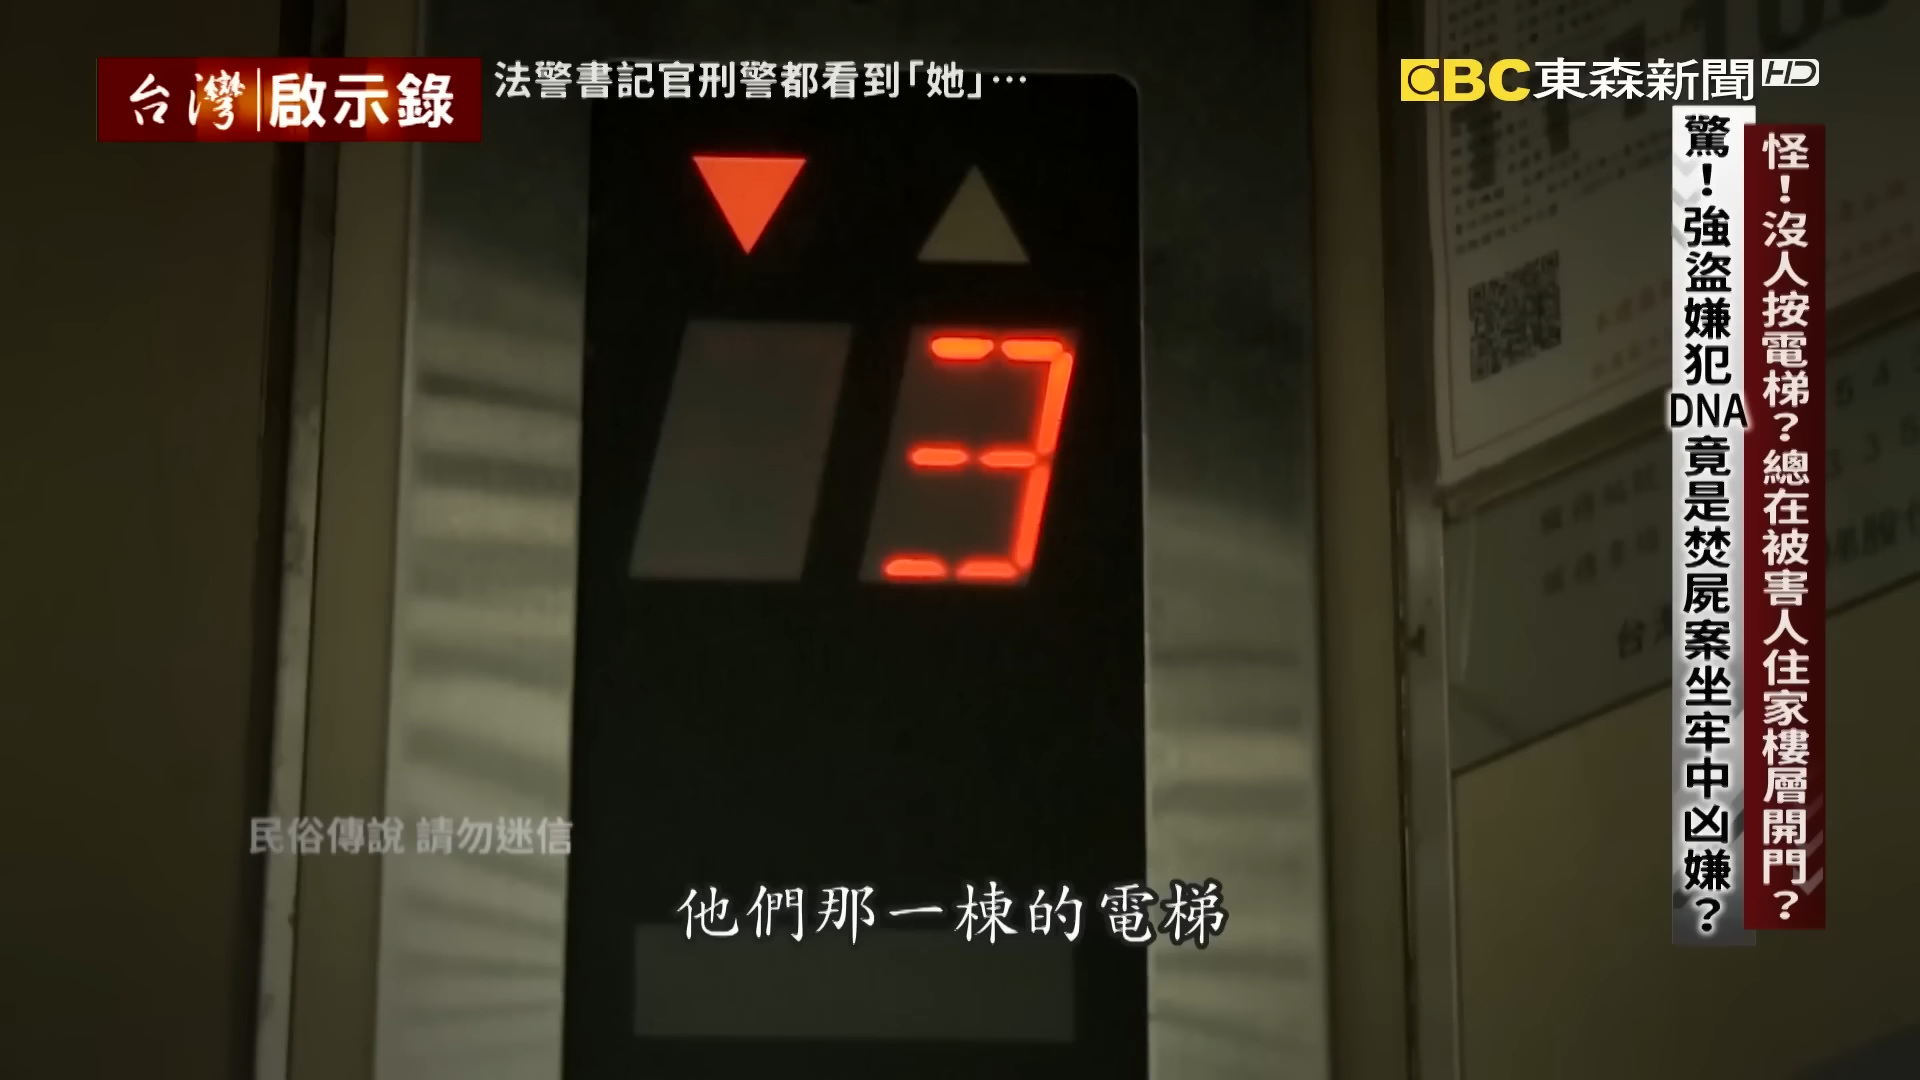 台灣啟示錄
法警書記官刑警都看到「她」…
EBC東森新聞HD
怪！沒人按電梯？總在被害人住家樓層開門？
驚！強盜嫌犯DNA竟是焚屍案坐牢中凶嫌？
3
民俗傳說 請勿迷信
他們那一棟的電梯